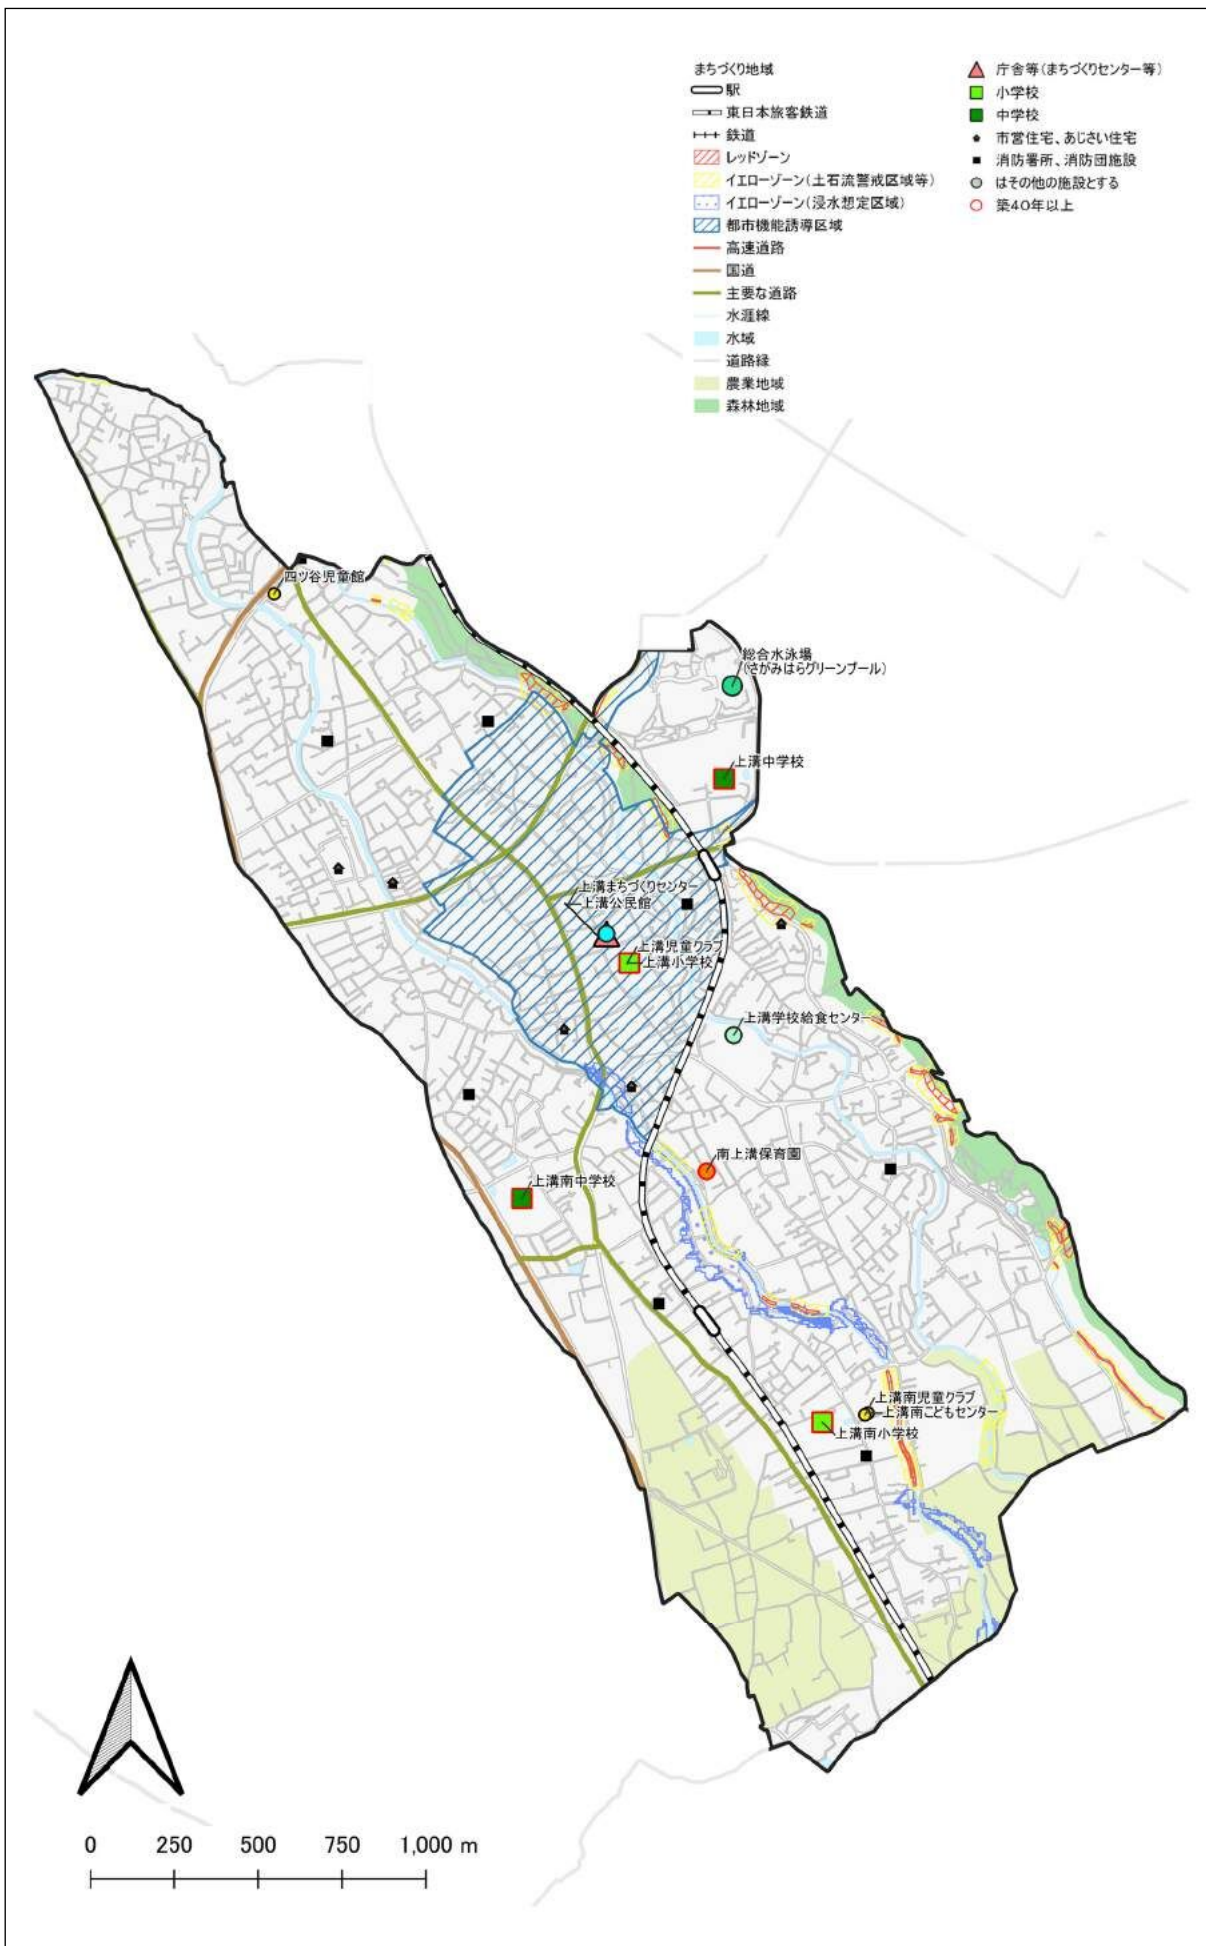 まちづくり地域
駅
東日本旅客鉄道
鉄道
レッドゾーン
イエローゾーン(土石流警戒区域等)
イエローゾーン(浸水想定区域)
都市機能誘導区域
高速道路
国道
主要な道路
水涯線
水域
道路縁
農業地域
森林地域
庁舎等(まちづくりセンター等)
小学校
中学校
市営住宅、あじさい住宅
消防署所、消防団施設
はその他の施設とする
築40年以上
四ツ谷児童館
総合水泳場
(さがみはらグリーンプール)
上溝中学校
上溝まちづくりセンター
上溝公民館
上溝児童クラブ
上溝小学校
上溝学校給食センター
南上溝保育園
上溝南中学校
上溝南児童クラブ
上溝南こどもセンター
上溝南小学校
0 250 500 750 1,000 m